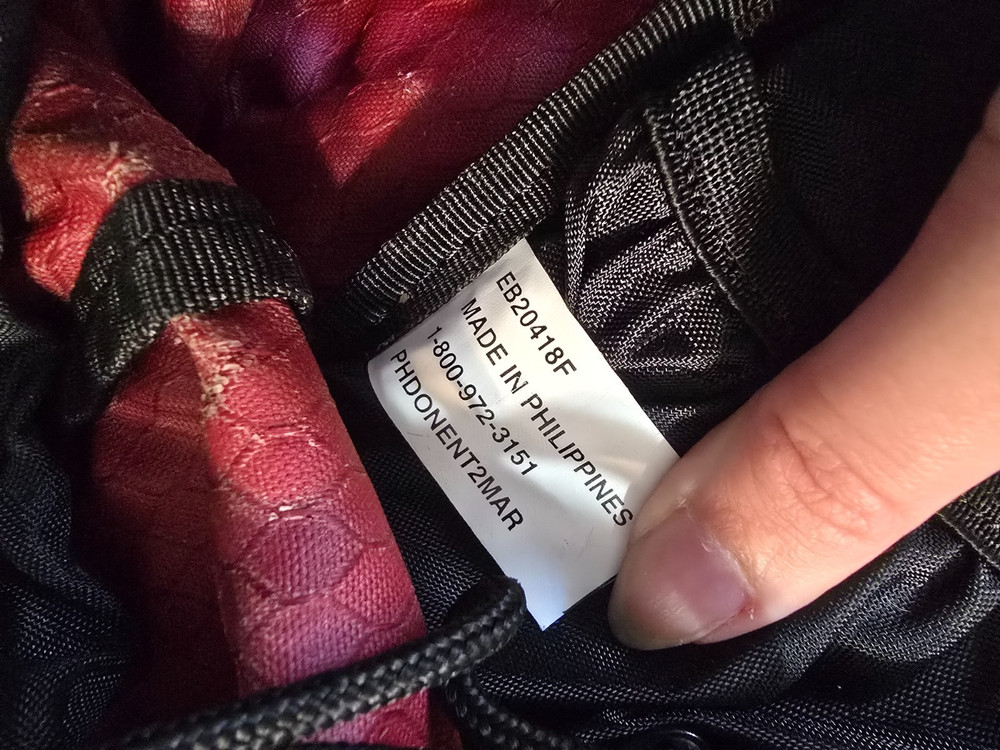 EB20418F
MADE IN PHILIPPINES
1-800-972-3151
PHDONENT2MAR